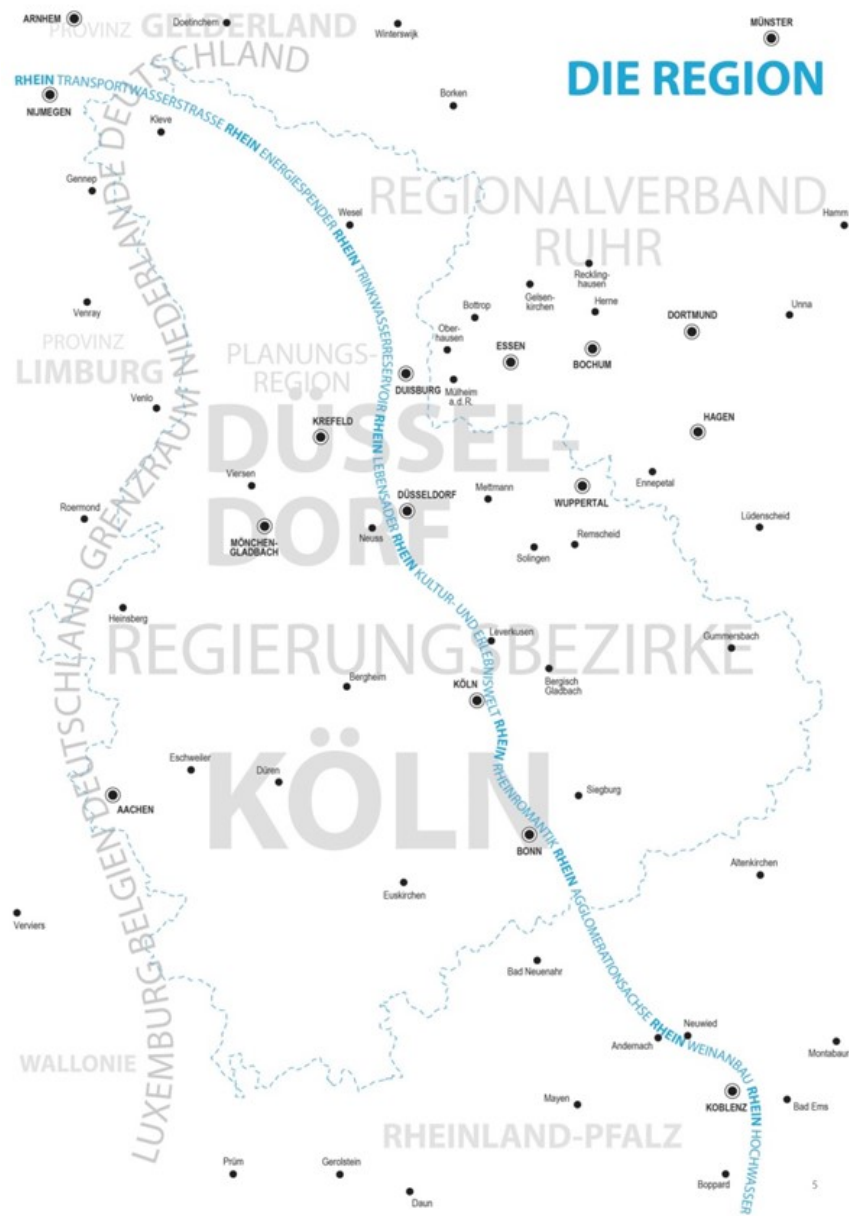 ARNHEM
PROVINZ GELDERLAND
Doetinchem
Winterswijk
MÜNSTER
DIE REGION
RHEIN TRANSPORTWASSERSTRASSE RHEIN ENERGIESPENDER RHEIN TRINKWASSERRESERVOIR RHEIN LEBENSADER RHEIN KULTUR- UND ERLEBNISWELT RHEIN RHEINROMANTIK RHEIN AGGLOMERATIONSACHSE RHEIN WEINANBAU RHEIN HOCHWASSER
LUXEMBURG BELGIEN DEUTSCHLAND GRENZRAUM NIEDERLANDE DEUTSCHLAND
NIJMEGEN
Borken
Kleve
Gennep
REGIONALVERBAND
RUHR
Wesel
Hamm
Reckling-
hausen
Gelsen-
kirchen
Herne
Venray
Bottrop
DORTMUND
Unna
PROVINZ
LIMBURG
PLANUNGS-
REGION
Ober-
hausen
ESSEN
BOCHUM
DUISBURG
Mülheim
a.d.R.
Venlo
DÜSSEL-
DORF
KREFELD
HAGEN
Viersen
Mettmann
WUPPERTAL
Ennepetal
DÜSSELDORF
Roermond
MÖNCHEN-
GLADBACH
Neuss
Solingen
Remscheid
Lüdenscheid
Heinsberg
REGIERUNGSBEZIRKE
Leverkusen
Gummersbach
Bergheim
KÖLN
Bergisch
Gladbach
Eschweiler
Düren
KÖLN
Siegburg
AACHEN
BONN
Altenkirchen
Euskirchen
Verviers
Bad Neuenahr
Neuwied
Andernach
Montabaur
WALLONIE
Mayen
KOBLENZ
Bad Ems
RHEINLAND-PFALZ
Prüm
Gerolstein
Daun
Boppard
5